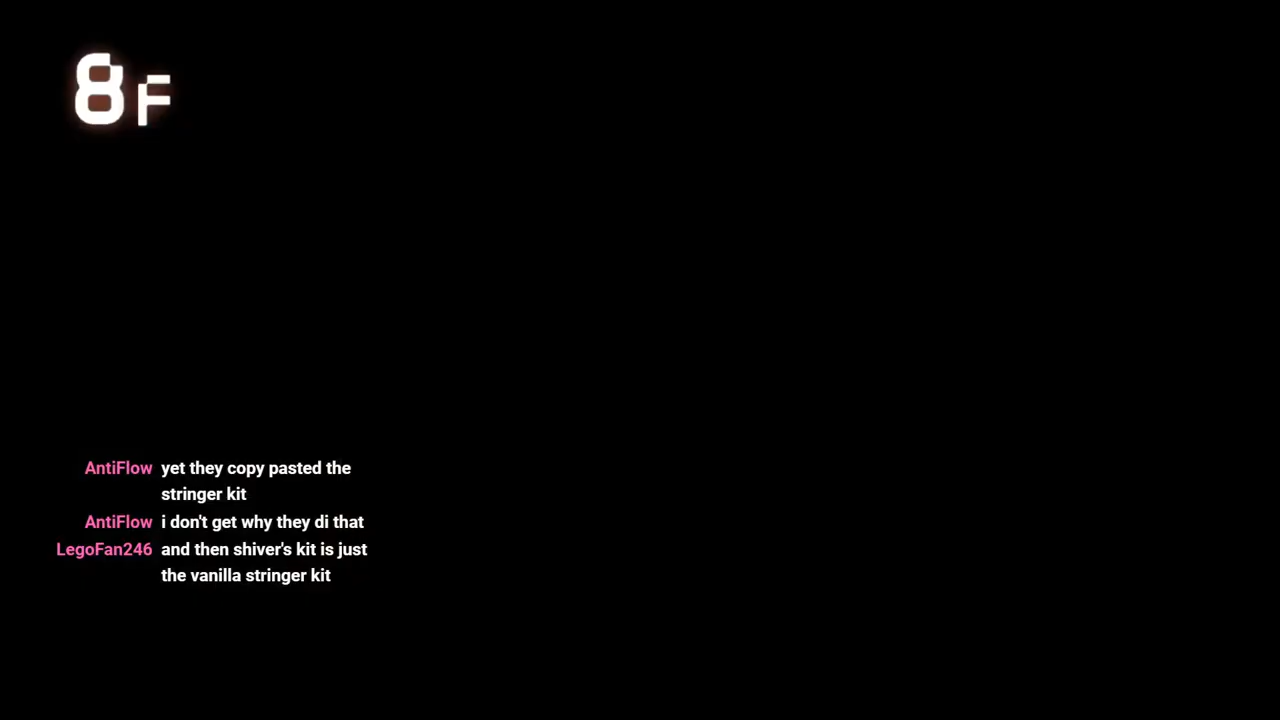 8F
AntiFlow yet they copy pasted the
stringer kit
AntiFlow i don't get why they di that
LegoFan246 and then shiver's kit is just
the vanilla stringer kit